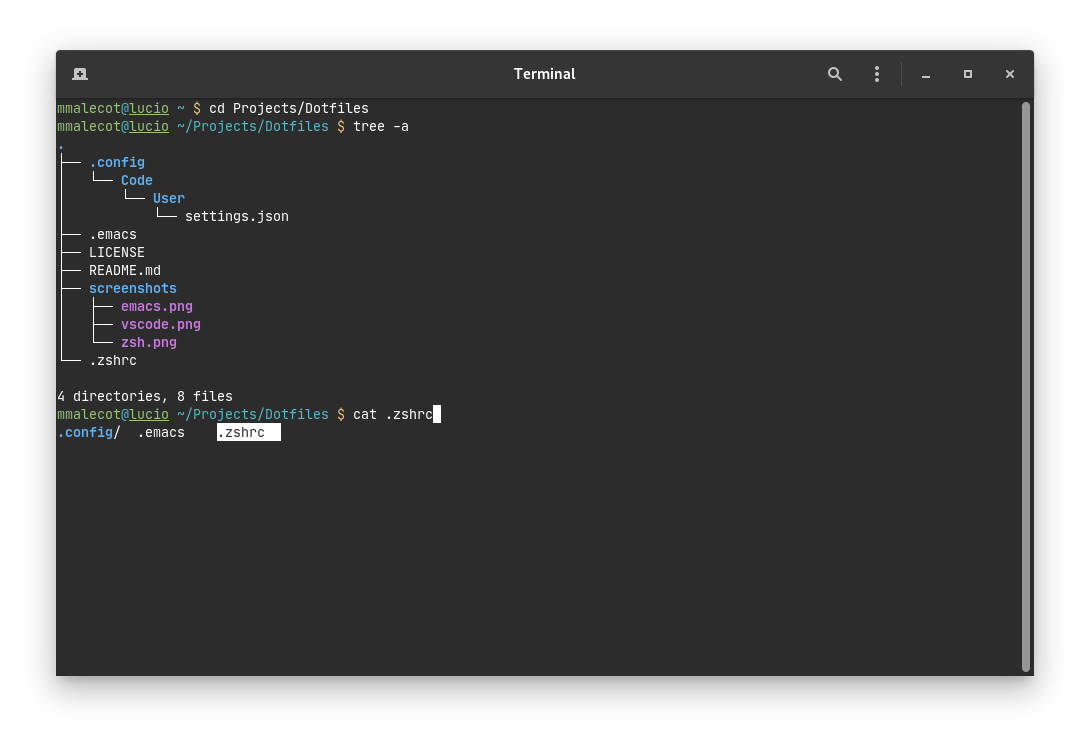 Terminal
mmalecot@lucio ~ $ cd Projects/Dotfiles
mmalecot@lucio ~/Projects/Dotfiles $ tree -a
.
├── .config
│   └── Code
│       └── User
│           └── settings.json
├── .emacs
├── LICENSE
├── README.md
├── screenshots
│   ├── emacs.png
│   ├── vscode.png
│   └── zsh.png
└── .zshrc
4 directories, 8 files
mmalecot@lucio ~/Projects/Dotfiles $ cat .zshrc
.config/  .emacs    .zshrc